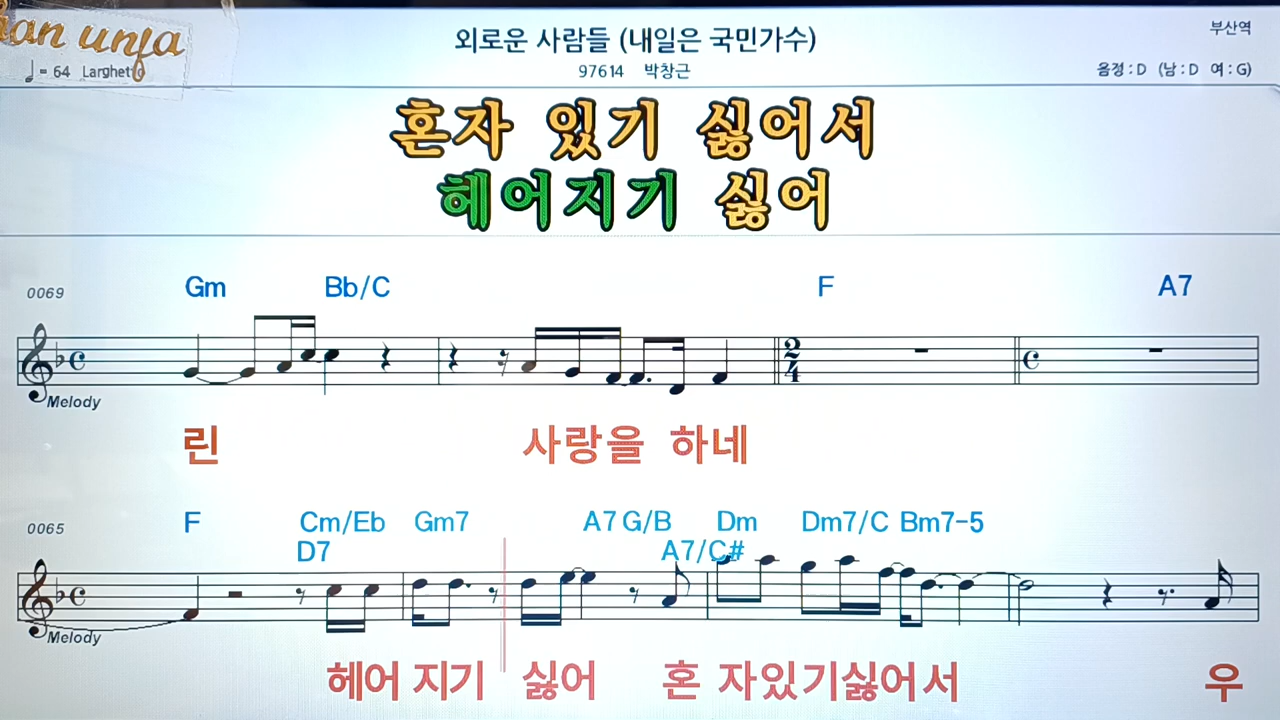 an unja
부산역
외로운 사람들 (내일은 국민가수)
♩= 64 Larghetto
97614 박창근
음정 : D (남 : D 여 : G)
혼자 있기 싫어서
헤어지기 싫어
0069 Gm Bb/C F A7
2
4
Melody
린 사랑을 하네
0065 F Cm/Eb Gm7 A7 G/B Dm Dm7/C Bm7-5
D7 A7/C#
Melody
헤어 지기 싫어 혼 자있기싫어서 우